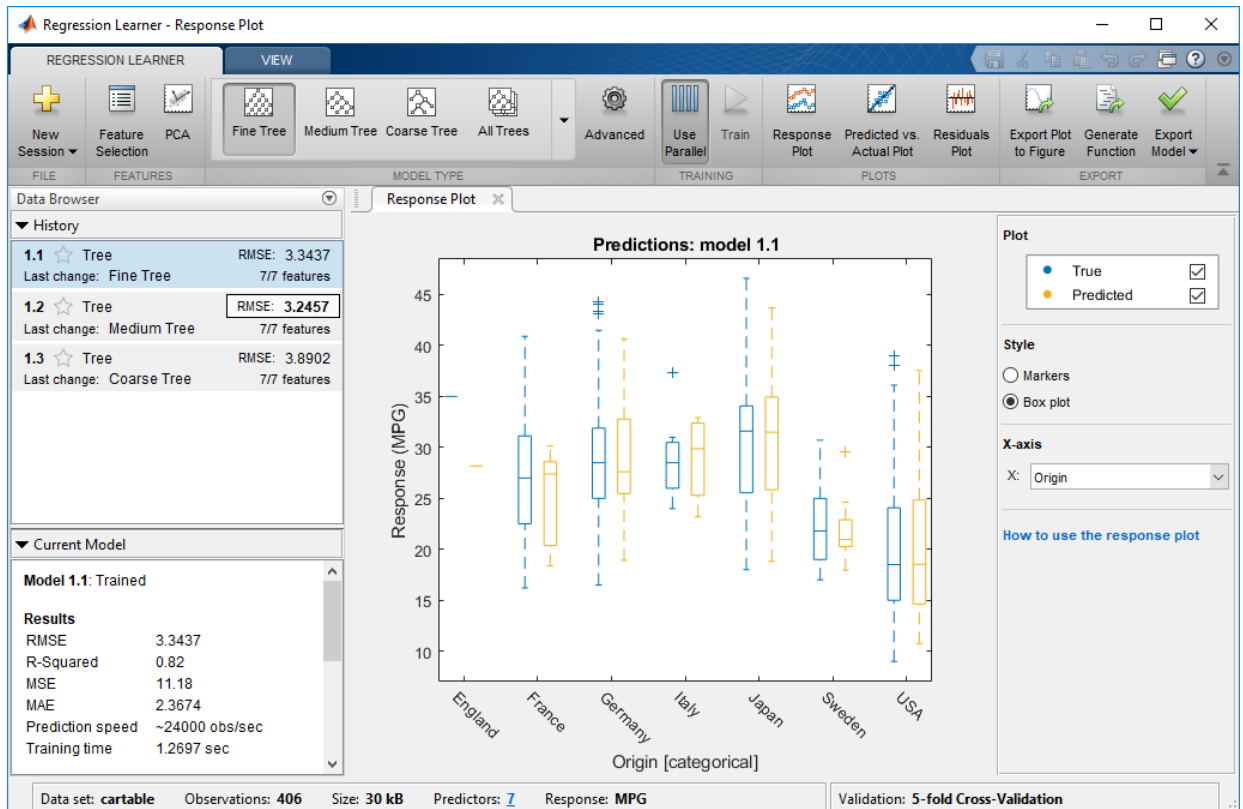 Regression Learner - Response Plot
REGRESSION LEARNER
VIEW
New Session
Feature Selection
PCA
Fine Tree
Medium Tree
Coarse Tree
All Trees
Advanced
Use Parallel
Train
Response Plot
Predicted vs. Actual Plot
Residuals Plot
Export Plot to Figure
Generate Function
Export Model
FILE
FEATURES
MODEL TYPE
TRAINING
PLOTS
EXPORT
Data Browser
History
1.1 Tree RMSE: 3.3437
Last change: Fine Tree 7/7 features
1.2 Tree RMSE: 3.2457
Last change: Medium Tree 7/7 features
1.3 Tree RMSE: 3.8902
Last change: Coarse Tree 7/7 features
Current Model
Model 1.1: Trained
Results
RMSE 3.3437
R-Squared 0.82
MSE 11.18
MAE 2.3674
Prediction speed ~24000 obs/sec
Training time 1.2697 sec
Response Plot
Predictions: model 1.1
Response (MPG)
45
40
35
30
25
20
15
10
England
France
Germany
Italy
Japan
Sweden
USA
Origin [categorical]
Plot
True
Predicted
Style
Markers
Box plot
X-axis
X: Origin
How to use the response plot
Data set: cartable Observations: 406 Size: 30 kB Predictors: 7 Response: MPG
Validation: 5-fold Cross-Validation